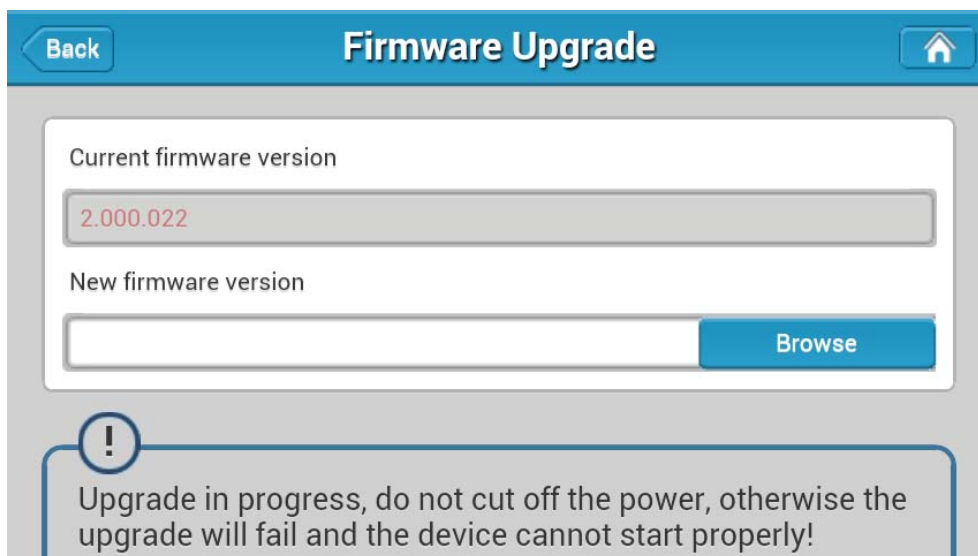 Back
Firmware Upgrade
Current firmware version
2.000.022
New firmware version
Browse
!
Upgrade in progress, do not cut off the power, otherwise the
upgrade will fail and the device cannot start properly!